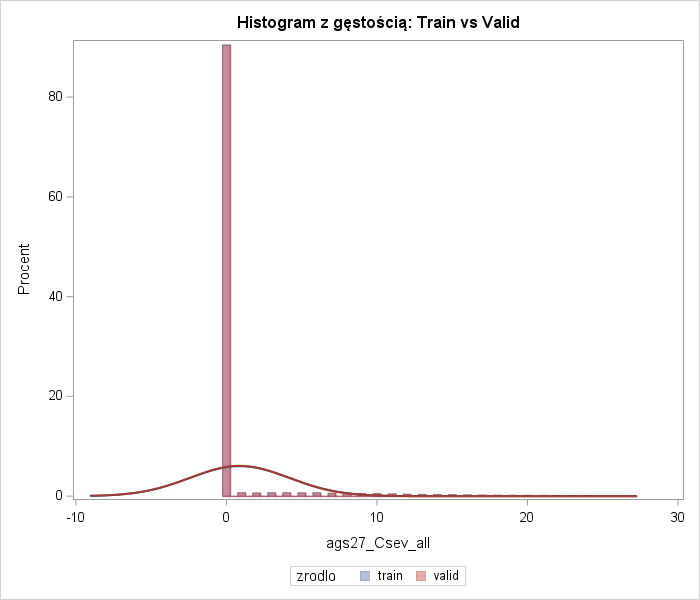 Histogram z gęstością: Train vs Valid
80
60
40
20
0
Procent
-10 0 10 20 30
ags27_Csev_all
zrodlo train valid